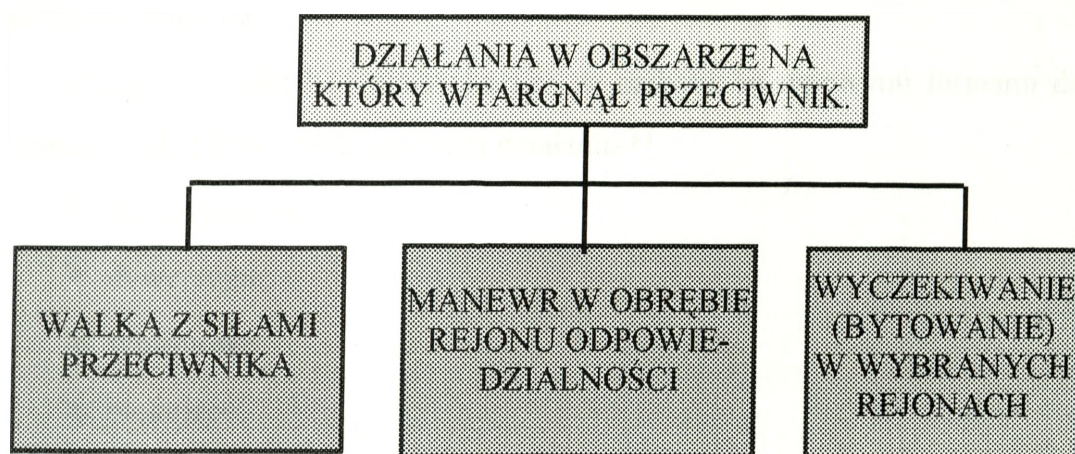 DZIAŁANIA W OBSZARZE NA
KTÓRY WTARGNĄŁ PRZECIWNIK.
WALKA Z SIŁAMI
PRZECIWNIKA
MANEWR W OBRĘBIE
REJONU ODPOWIE-
DZIALNOŚCI
WYCZEKIWANIE
(BYTOWANIE)
W WYBRANYCH
REJONACH